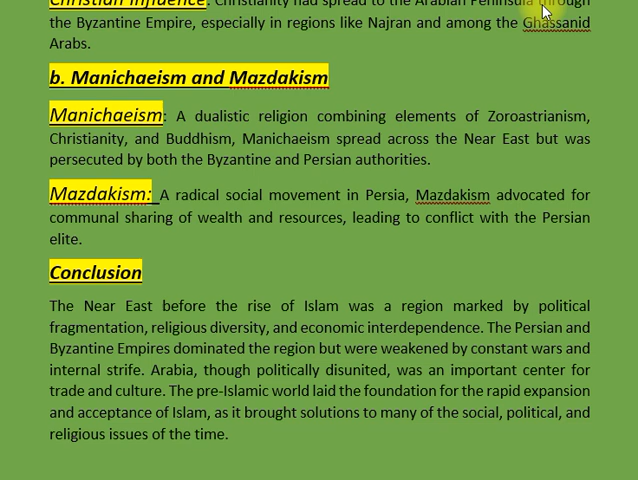 Christian Influence: Christianity had spread to the Arabian Peninsula through
the Byzantine Empire, especially in regions like Najran and among the Ghassanid
Arabs.
b. Manichaeism and Mazdakism
Manichaeism: A dualistic religion combining elements of Zoroastrianism,
Christianity, and Buddhism, Manichaeism spread across the Near East but was
persecuted by both the Byzantine and Persian authorities.
Mazdakism: A radical social movement in Persia, Mazdakism advocated for
communal sharing of wealth and resources, leading to conflict with the Persian
elite.
Conclusion
The Near East before the rise of Islam was a region marked by political
fragmentation, religious diversity, and economic interdependence. The Persian and
Byzantine Empires dominated the region but were weakened by constant wars and
internal strife. Arabia, though politically disunited, was an important center for
trade and culture. The pre-Islamic world laid the foundation for the rapid expansion
and acceptance of Islam, as it brought solutions to many of the social, political, and
religious issues of the time.